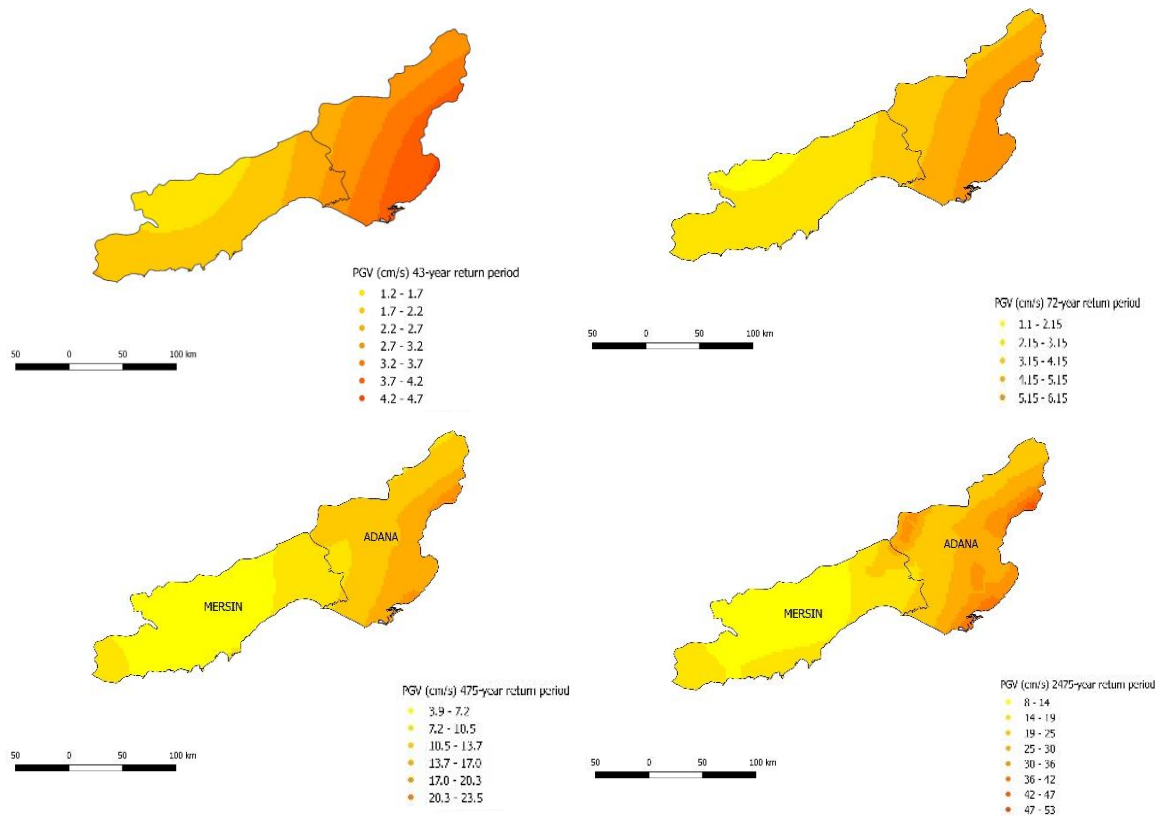 PGV (cm/s) 43-year return period
1.2 - 1.7
1.7 - 2.2
2.2 - 2.7
2.7 - 3.2
3.2 - 3.7
3.7 - 4.2
4.2 - 4.7
50 0 50 100 km
PGV (cm/s) 72-year return period
1.1 - 2.15
2.15 - 3.15
3.15 - 4.15
4.15 - 5.15
5.15 - 6.15
50 0 50 100 km
ADANA
MERSIN
PGV (cm/s) 475-year return period
3.9 - 7.2
7.2 - 10.5
10.5 - 13.7
13.7 - 17.0
17.0 - 20.3
20.3 - 23.5
50 0 50 100 km
ADANA
MERSIN
PGV (cm/s) 2475-year return period
8 - 14
14 - 19
19 - 25
25 - 30
30 - 36
36 - 42
42 - 47
47 - 53
50 0 50 100 km